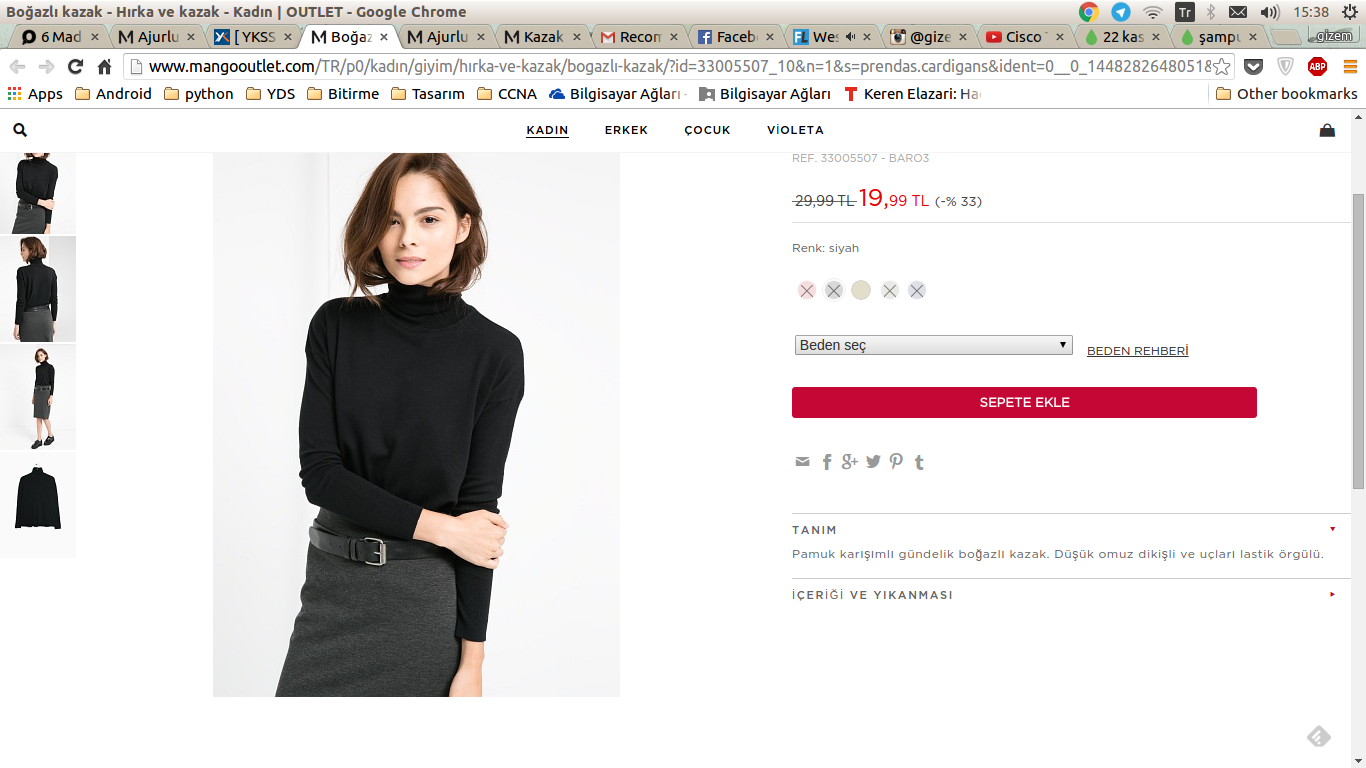 Boğazlı kazak - Hırka ve kazak - Kadın | OUTLET - Google Chrome
Tr
15:38
6 Mad
Ajurlu
[ YKSS
Boğaz
Ajurlu
Kazak
Recom
Faceb
Wes
@gize
Cisco
22 kas
şampu
gizem
www.mangooutlet.com/TR/p0/kadın/giyim/hırka-ve-kazak/bogazlı-kazak/?id=33005507_10&n=1&s=prendas.cardigans&ident=0__0_1448282648051&
ABP
Apps
Android
python
YDS
Bitirme
Tasarım
CCNA
Bilgisayar Ağları -
Bilgisayar Ağları
Keren Elazari: Ha
Other bookmarks
KADIN
ERKEK
ÇOCUK
VİOLETA
REF. 33005507 - BARO3
29,99 TL 19,99 TL (-% 33)
Renk: siyah
Beden seç
BEDEN REHBERİ
SEPETE EKLE
TANIM
Pamuk karışımlı gündelik boğazlı kazak. Düşük omuz dikişli ve uçları lastik örgülü.
İÇERİĞİ VE YIKANMASI